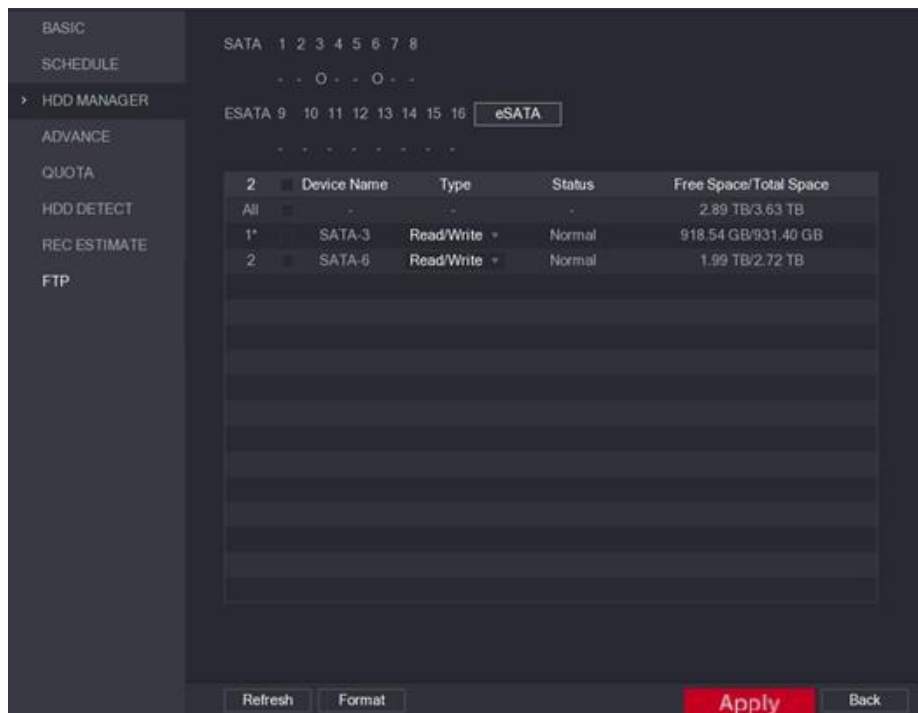 BASIC
SCHEDULE
> HDD MANAGER
ADVANCE
QUOTA
HDD DETECT
REC ESTIMATE
FTP
SATA 1 2 3 4 5 6 7 8
- - O - - O - -
ESATA 9 10 11 12 13 14 15 16 eSATA
- - - - - - - -
2 Device Name Type Status Free Space/Total Space
All - - - 2.89 TB/3.63 TB
1* SATA-3 Read/Write Normal 918.54 GB/931.40 GB
2 SATA-6 Read/Write Normal 1.99 TB/2.72 TB
Refresh Format Apply Back